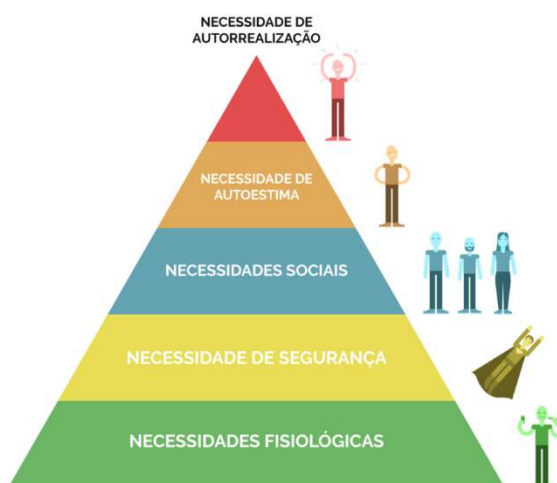 NECESSIDADE DE
AUTORREALIZAÇÃO
NECESSIDADE DE
AUTOESTIMA
NECESSIDADES SOCIAIS
NECESSIDADE DE SEGURANÇA
NECESSIDADES FISIOLÓGICAS